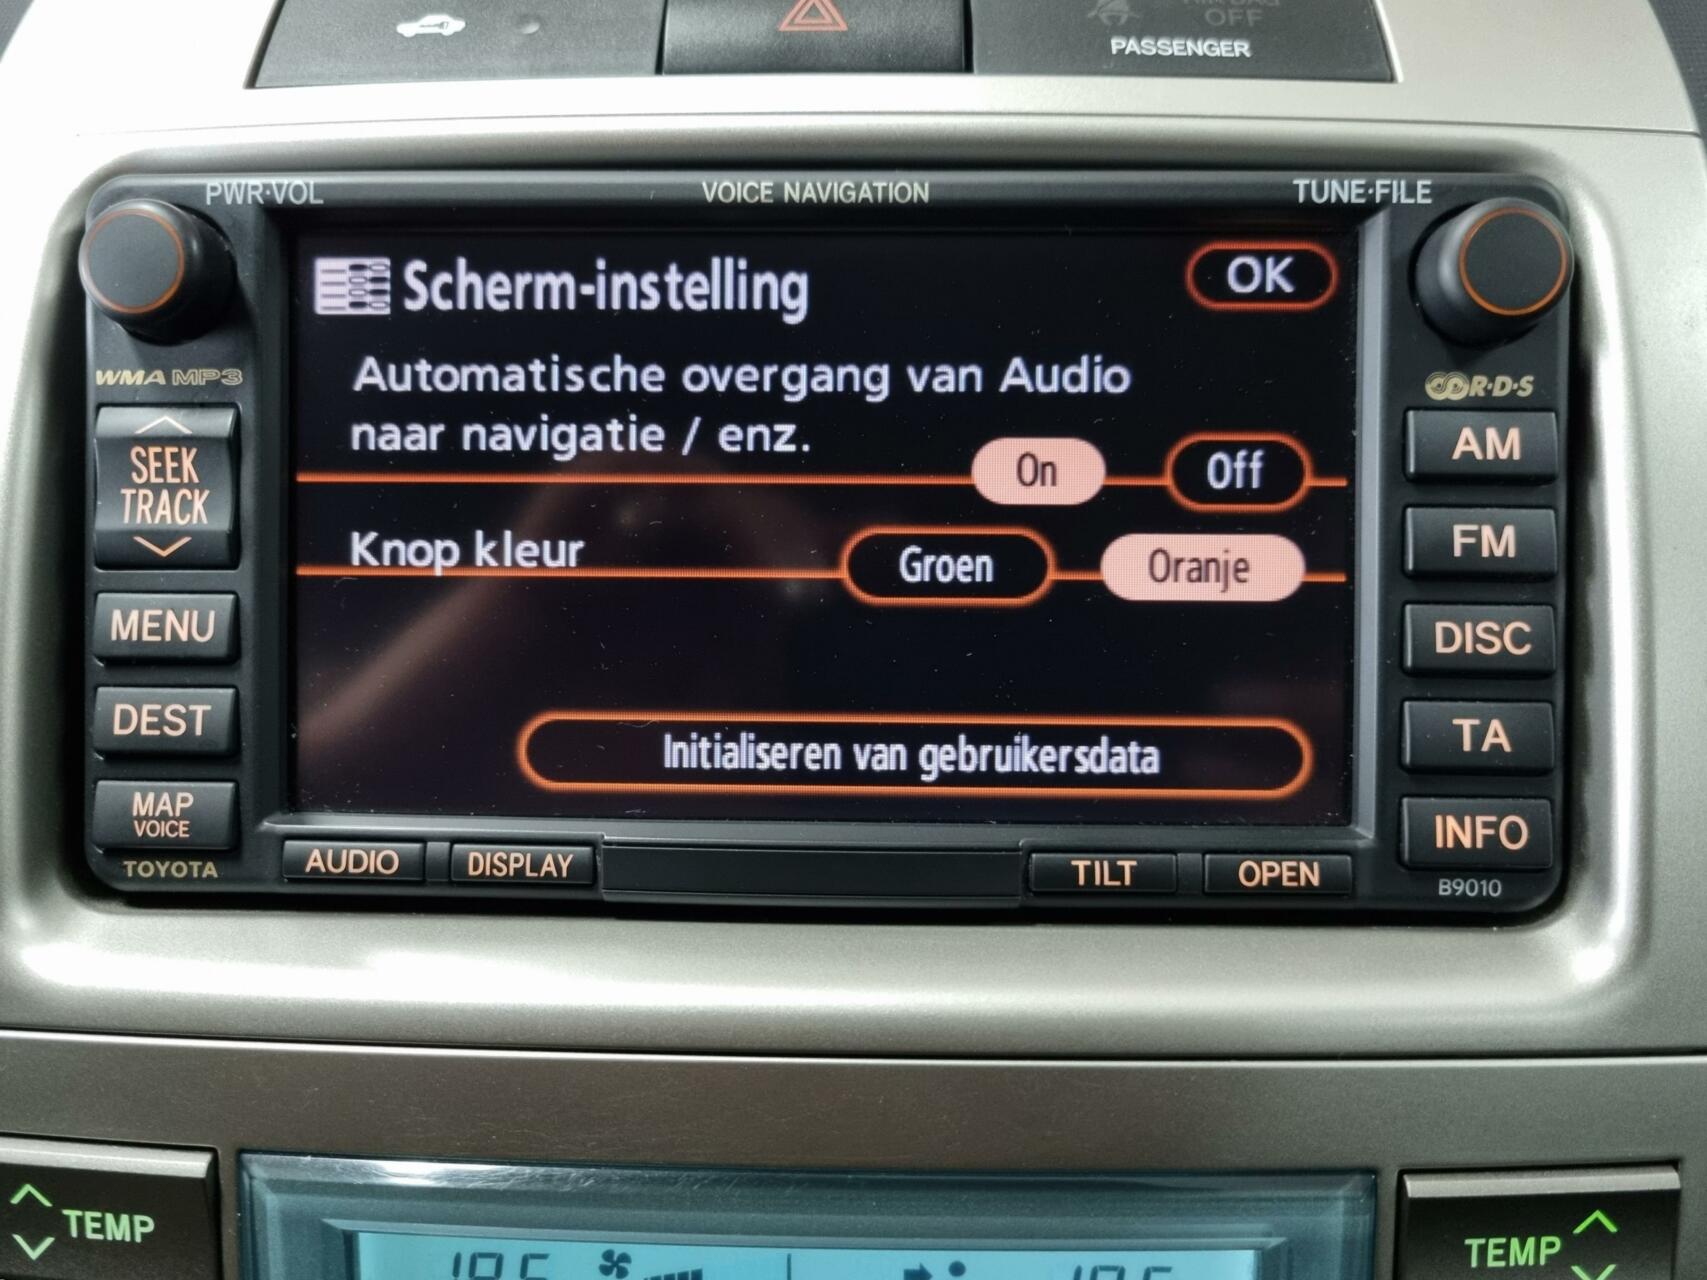 OFF
PASSENGER
PWR·VOL
VOICE NAVIGATION
TUNE·FILE
Scherm-instelling
OK
Automatische overgang van Audio
naar navigatie / enz.
On
Off
Knop kleur
Groen
Oranje
Initialiseren van gebruikersdata
WMA MP3
SEEK
TRACK
MENU
DEST
MAP
VOICE
TOYOTA
R·D·S
AM
FM
DISC
TA
INFO
B9010
AUDIO
DISPLAY
TILT
OPEN
TEMP
TEMP